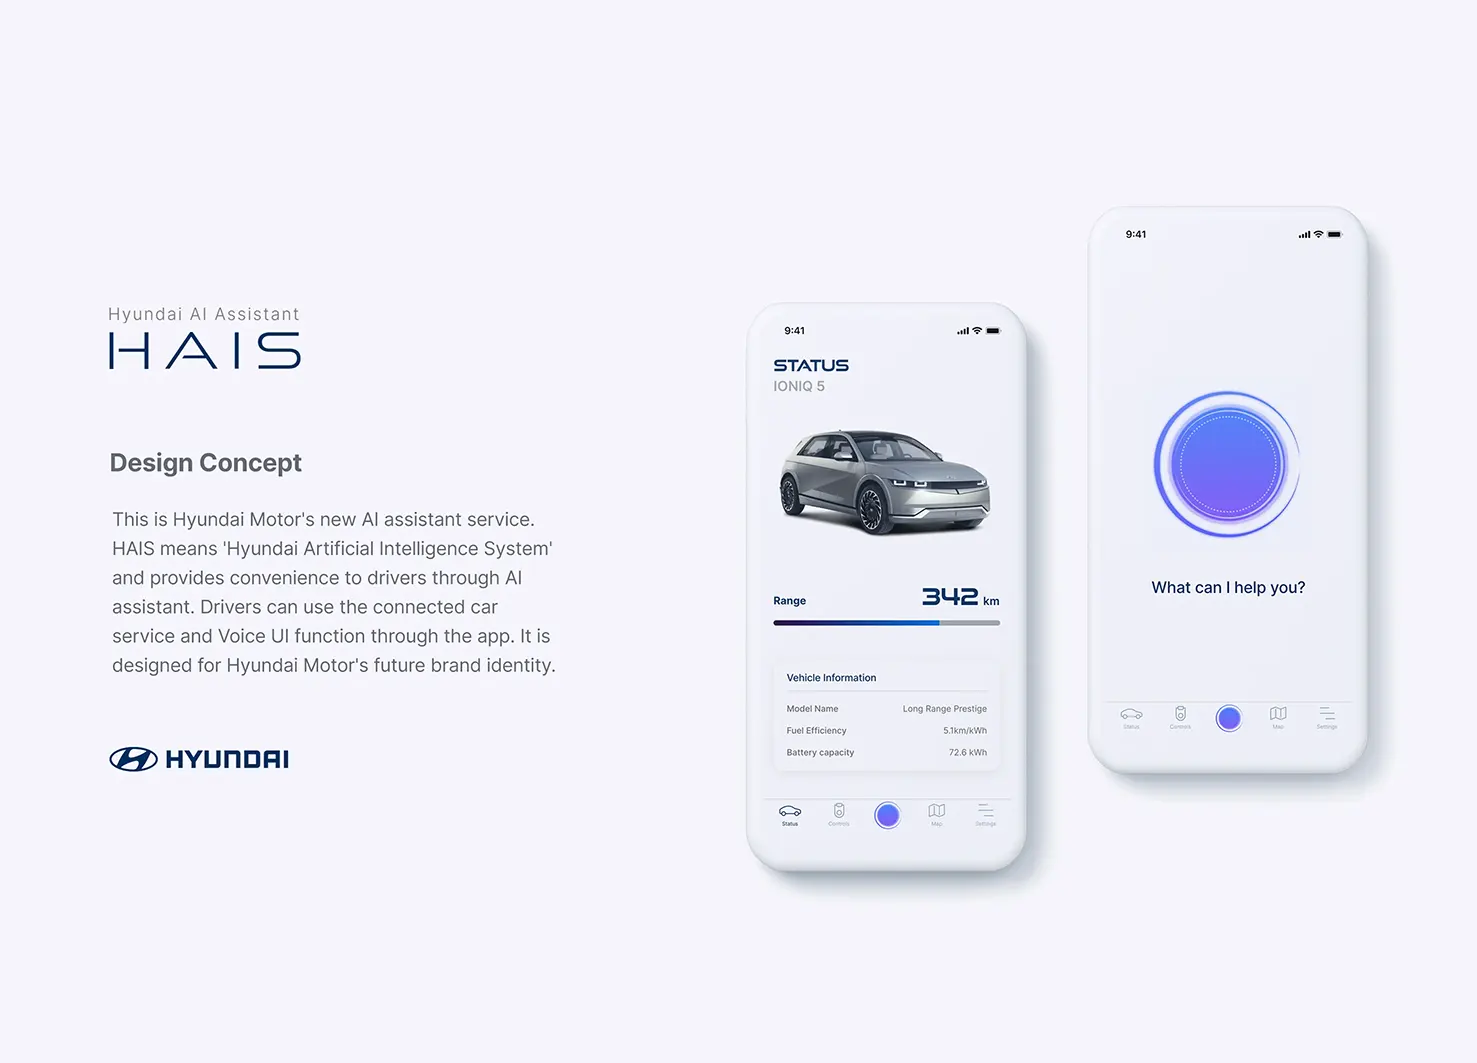 Hyundai AI Assistant
HAIS
Design Concept
This is Hyundai Motor's new AI assistant service.
HAIS means 'Hyundai Artificial Intelligence System'
and provides convenience to drivers through AI
assistant. Drivers can use the connected car
service and Voice UI function through the app. It is
designed for Hyundai Motor's future brand identity.
HYUNDAI
9:41
STATUS
IONIQ 5
Range 342 km
Vehicle Information
Model Name Long Range Prestige
Fuel Efficiency 5.1km/kWh
Battery capacity 72.6 kWh
Status Controls Map Settings
9:41
What can I help you?
Status Controls Map Settings